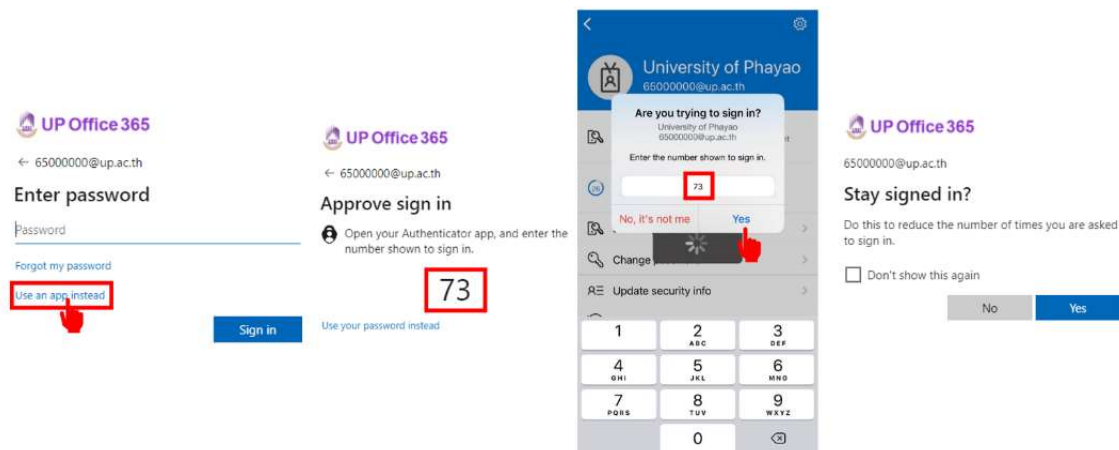 UP Office 365
← 65000000@up.ac.th
Enter password
Password
Forgot my password
Use an app instead
Sign in
UP Office 365
← 65000000@up.ac.th
Approve sign in
Open your Authenticator app, and enter the
number shown to sign in.
73
Use your password instead
University of Phayao
65000000@up.ac.th
Are you trying to sign in?
University of Phayao
65000000@up.ac.th
Enter the number shown to sign in.
73
No, it's not me
Yes
Change
Update security info
1
2
ABC
3
DEF
4
GHI
5
JKL
6
MNO
7
PQRS
8
TUV
9
WXYZ
0
UP Office 365
65000000@up.ac.th
Stay signed in?
Do this to reduce the number of times you are asked
to sign in.
Don't show this again
No
Yes